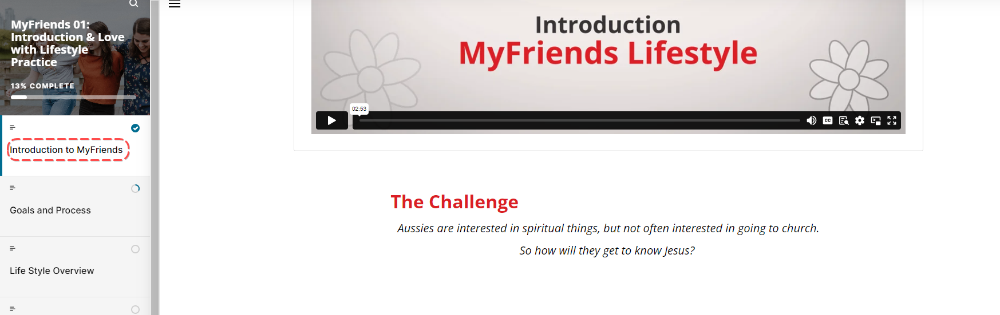 MyFriends 01:
Introduction & Love
with Lifestyle
Practice
13% COMPLETE
Introduction to MyFriends
Goals and Process
Life Style Overview
Introduction
MyFriends Lifestyle
02:53
CC
The Challenge
Aussies are interested in spiritual things, but not often interested in going to church.
So how will they get to know Jesus?